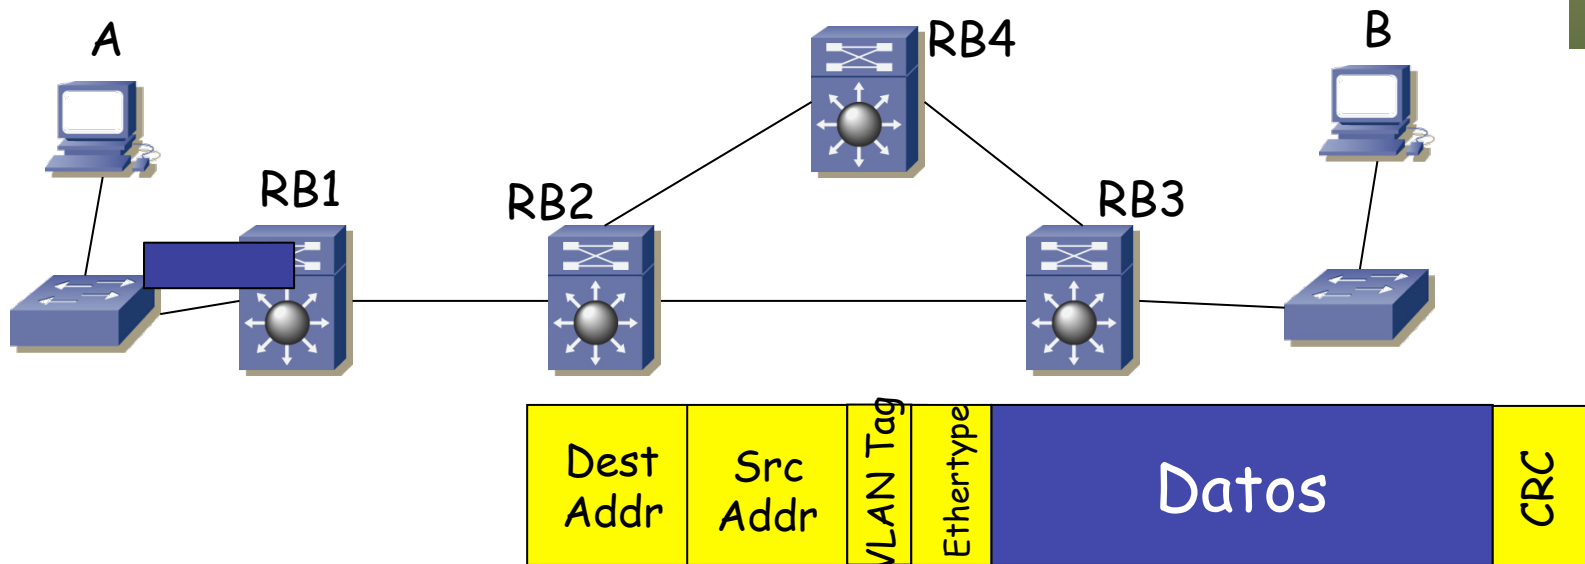 A
RB4
B
RB1
RB2
RB3
Dest
Addr
Src
Addr
VLAN Tag
Ethertype
Datos
CRC